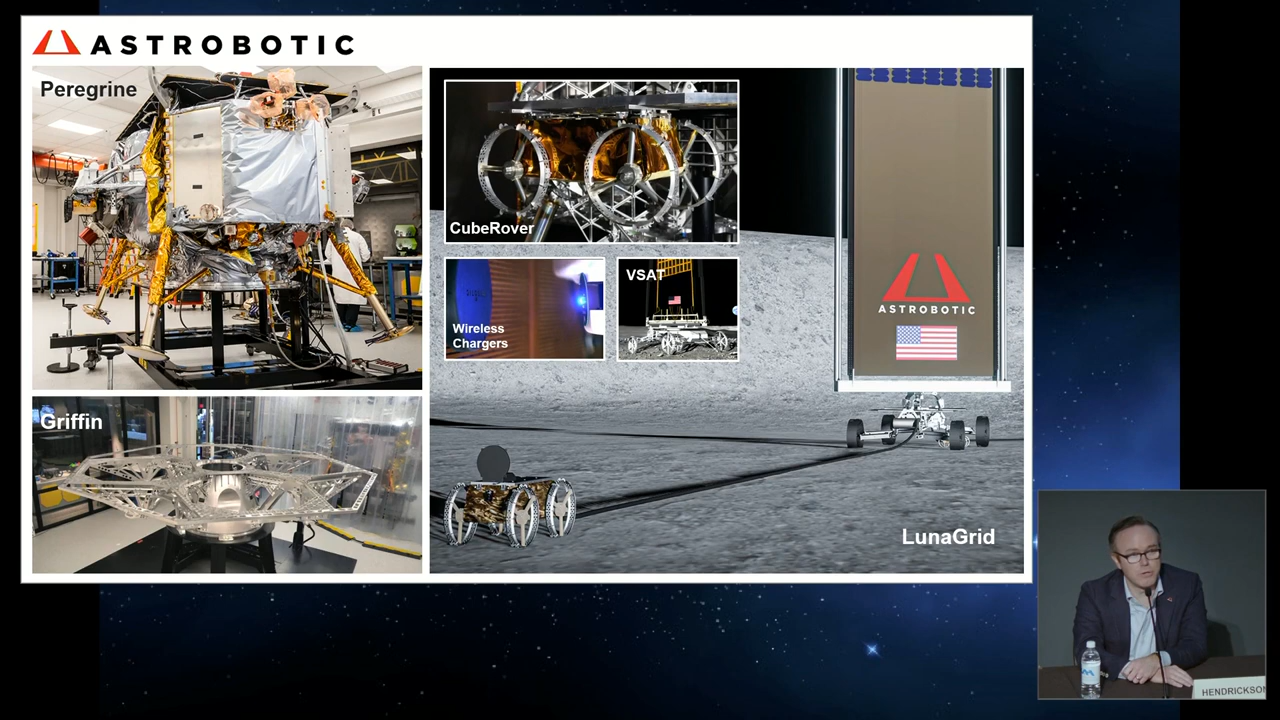 ASTROBOTIC
Peregrine
CubeRover
Wireless
Chargers
VSAT
ASTROBOTIC
Griffin
LunaGrid
HENDRICKSON